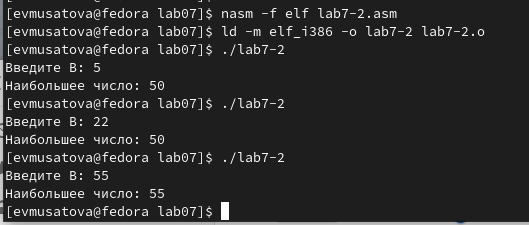 [evmusatova@fedora lab07]$ nasm -f elf lab7-2.asm
[evmusatova@fedora lab07]$ ld -m elf_i386 -o lab7-2 lab7-2.o
[evmusatova@fedora lab07]$ ./lab7-2
Введите B: 5
Наибольшее число: 50
[evmusatova@fedora lab07]$ ./lab7-2
Введите B: 22
Наибольшее число: 50
[evmusatova@fedora lab07]$ ./lab7-2
Введите B: 55
Наибольшее число: 55
[evmusatova@fedora lab07]$